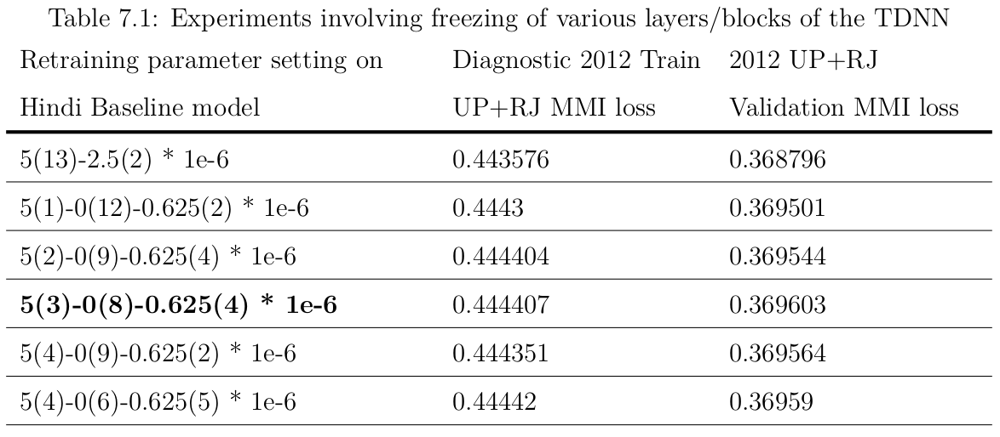 Table 7.1: Experiments involving freezing of various layers/blocks of the TDNN
Retraining parameter setting on Diagnostic 2012 Train 2012 UP+RJ
Hindi Baseline model UP+RJ MMI loss Validation MMI loss
5(13)-2.5(2) * 1e-6 0.443576 0.368796
5(1)-0(12)-0.625(2) * 1e-6 0.4443 0.369501
5(2)-0(9)-0.625(4) * 1e-6 0.444404 0.369544
5(3)-0(8)-0.625(4) * 1e-6 0.444407 0.369603
5(4)-0(9)-0.625(2) * 1e-6 0.444351 0.369564
5(4)-0(6)-0.625(5) * 1e-6 0.44442 0.36959